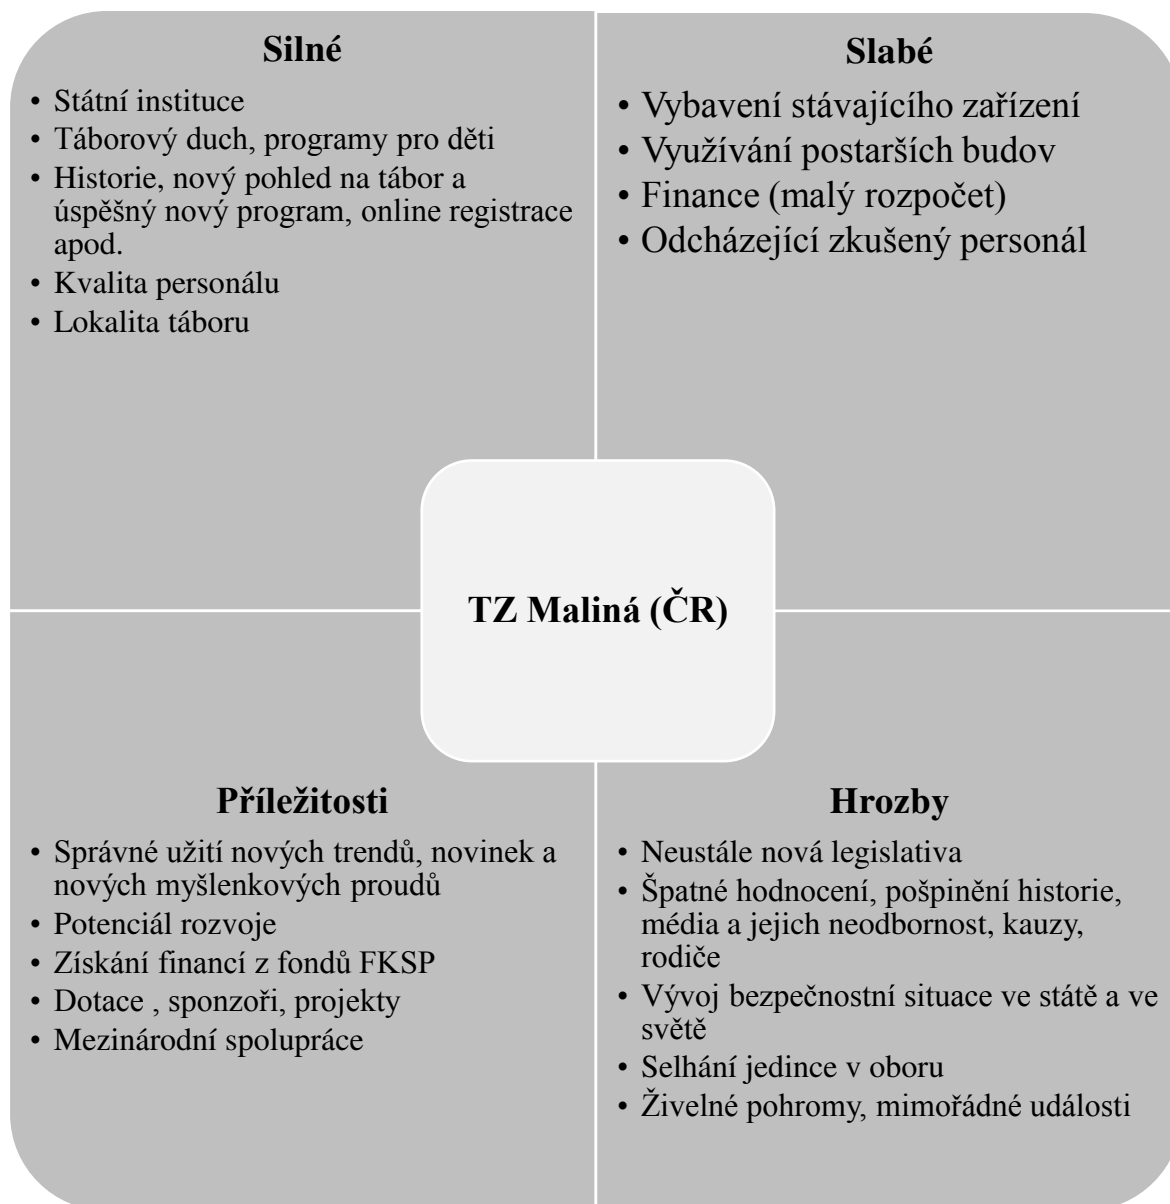 Silné
• Státní instituce
• Táborový duch, programy pro děti
• Historie, nový pohled na tábor a
úspěšný nový program, online registrace
apod.
• Kvalita personálu
• Lokalita táboru
Slabé
• Vybavení stávajícího zařízení
• Využívání postarších budov
• Finance (malý rozpočet)
• Odcházející zkušený personál
TZ Maliná (ČR)
Příležitosti
• Správné užití nových trendů, novinek a
nových myšlenkových proudů
• Potenciál rozvoje
• Získání financí z fondů FKSP
• Dotace , sponzoři, projekty
• Mezinárodní spolupráce
Hrozby
• Neustále nová legislativa
• Špatné hodnocení, pošpinění historie,
média a jejich neodbornost, kauzy,
rodiče
• Vývoj bezpečnostní situace ve státě a ve
světě
• Selhání jedince v oboru
• Živelné pohromy, mimořádné události